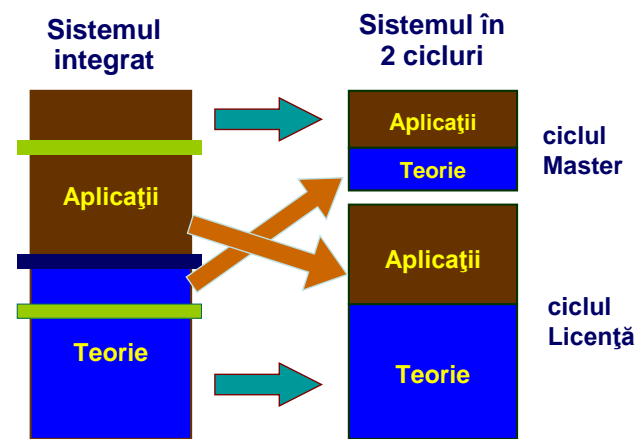 Sistemul
integrat
Sistemul în
2 cicluri
Aplicaţii
Teorie
Aplicaţii
Teorie
ciclul
Master
Aplicaţii
Teorie
ciclul
Licenţă